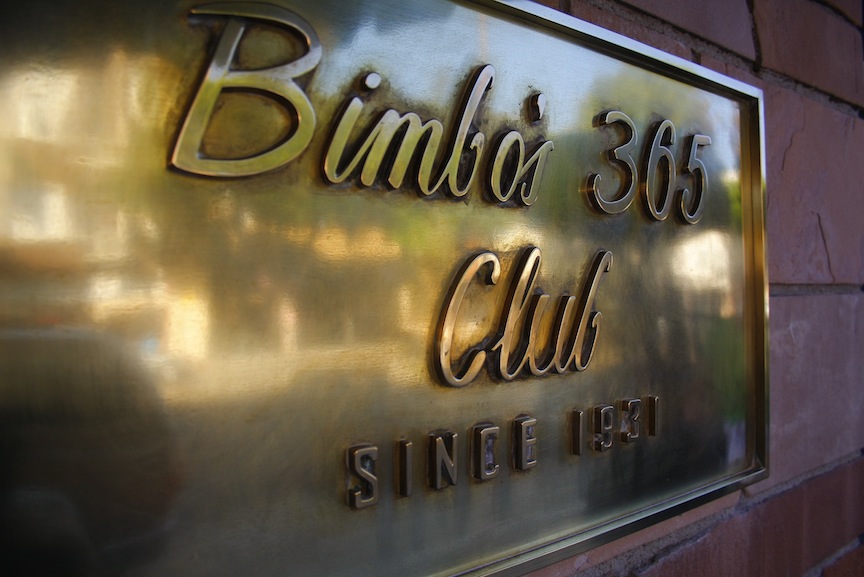 Bimbo's 365
Club
SINCE 1931